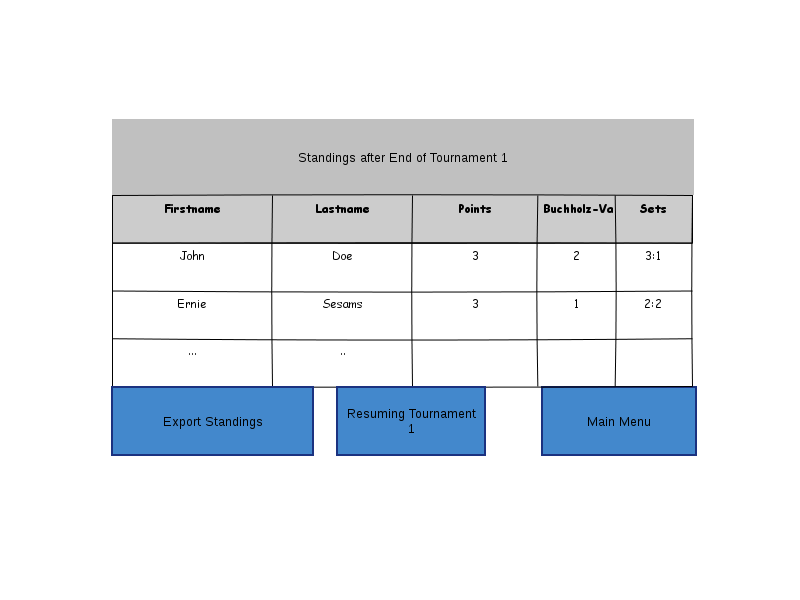 Standings after End of Tournament 1
Firstname Lastname Points Buchholz-Va Sets
John Doe 3 2 3:1
Ernie Sesams 3 1 2:2
... ..
Export Standings
Resuming Tournament
1
Main Menu